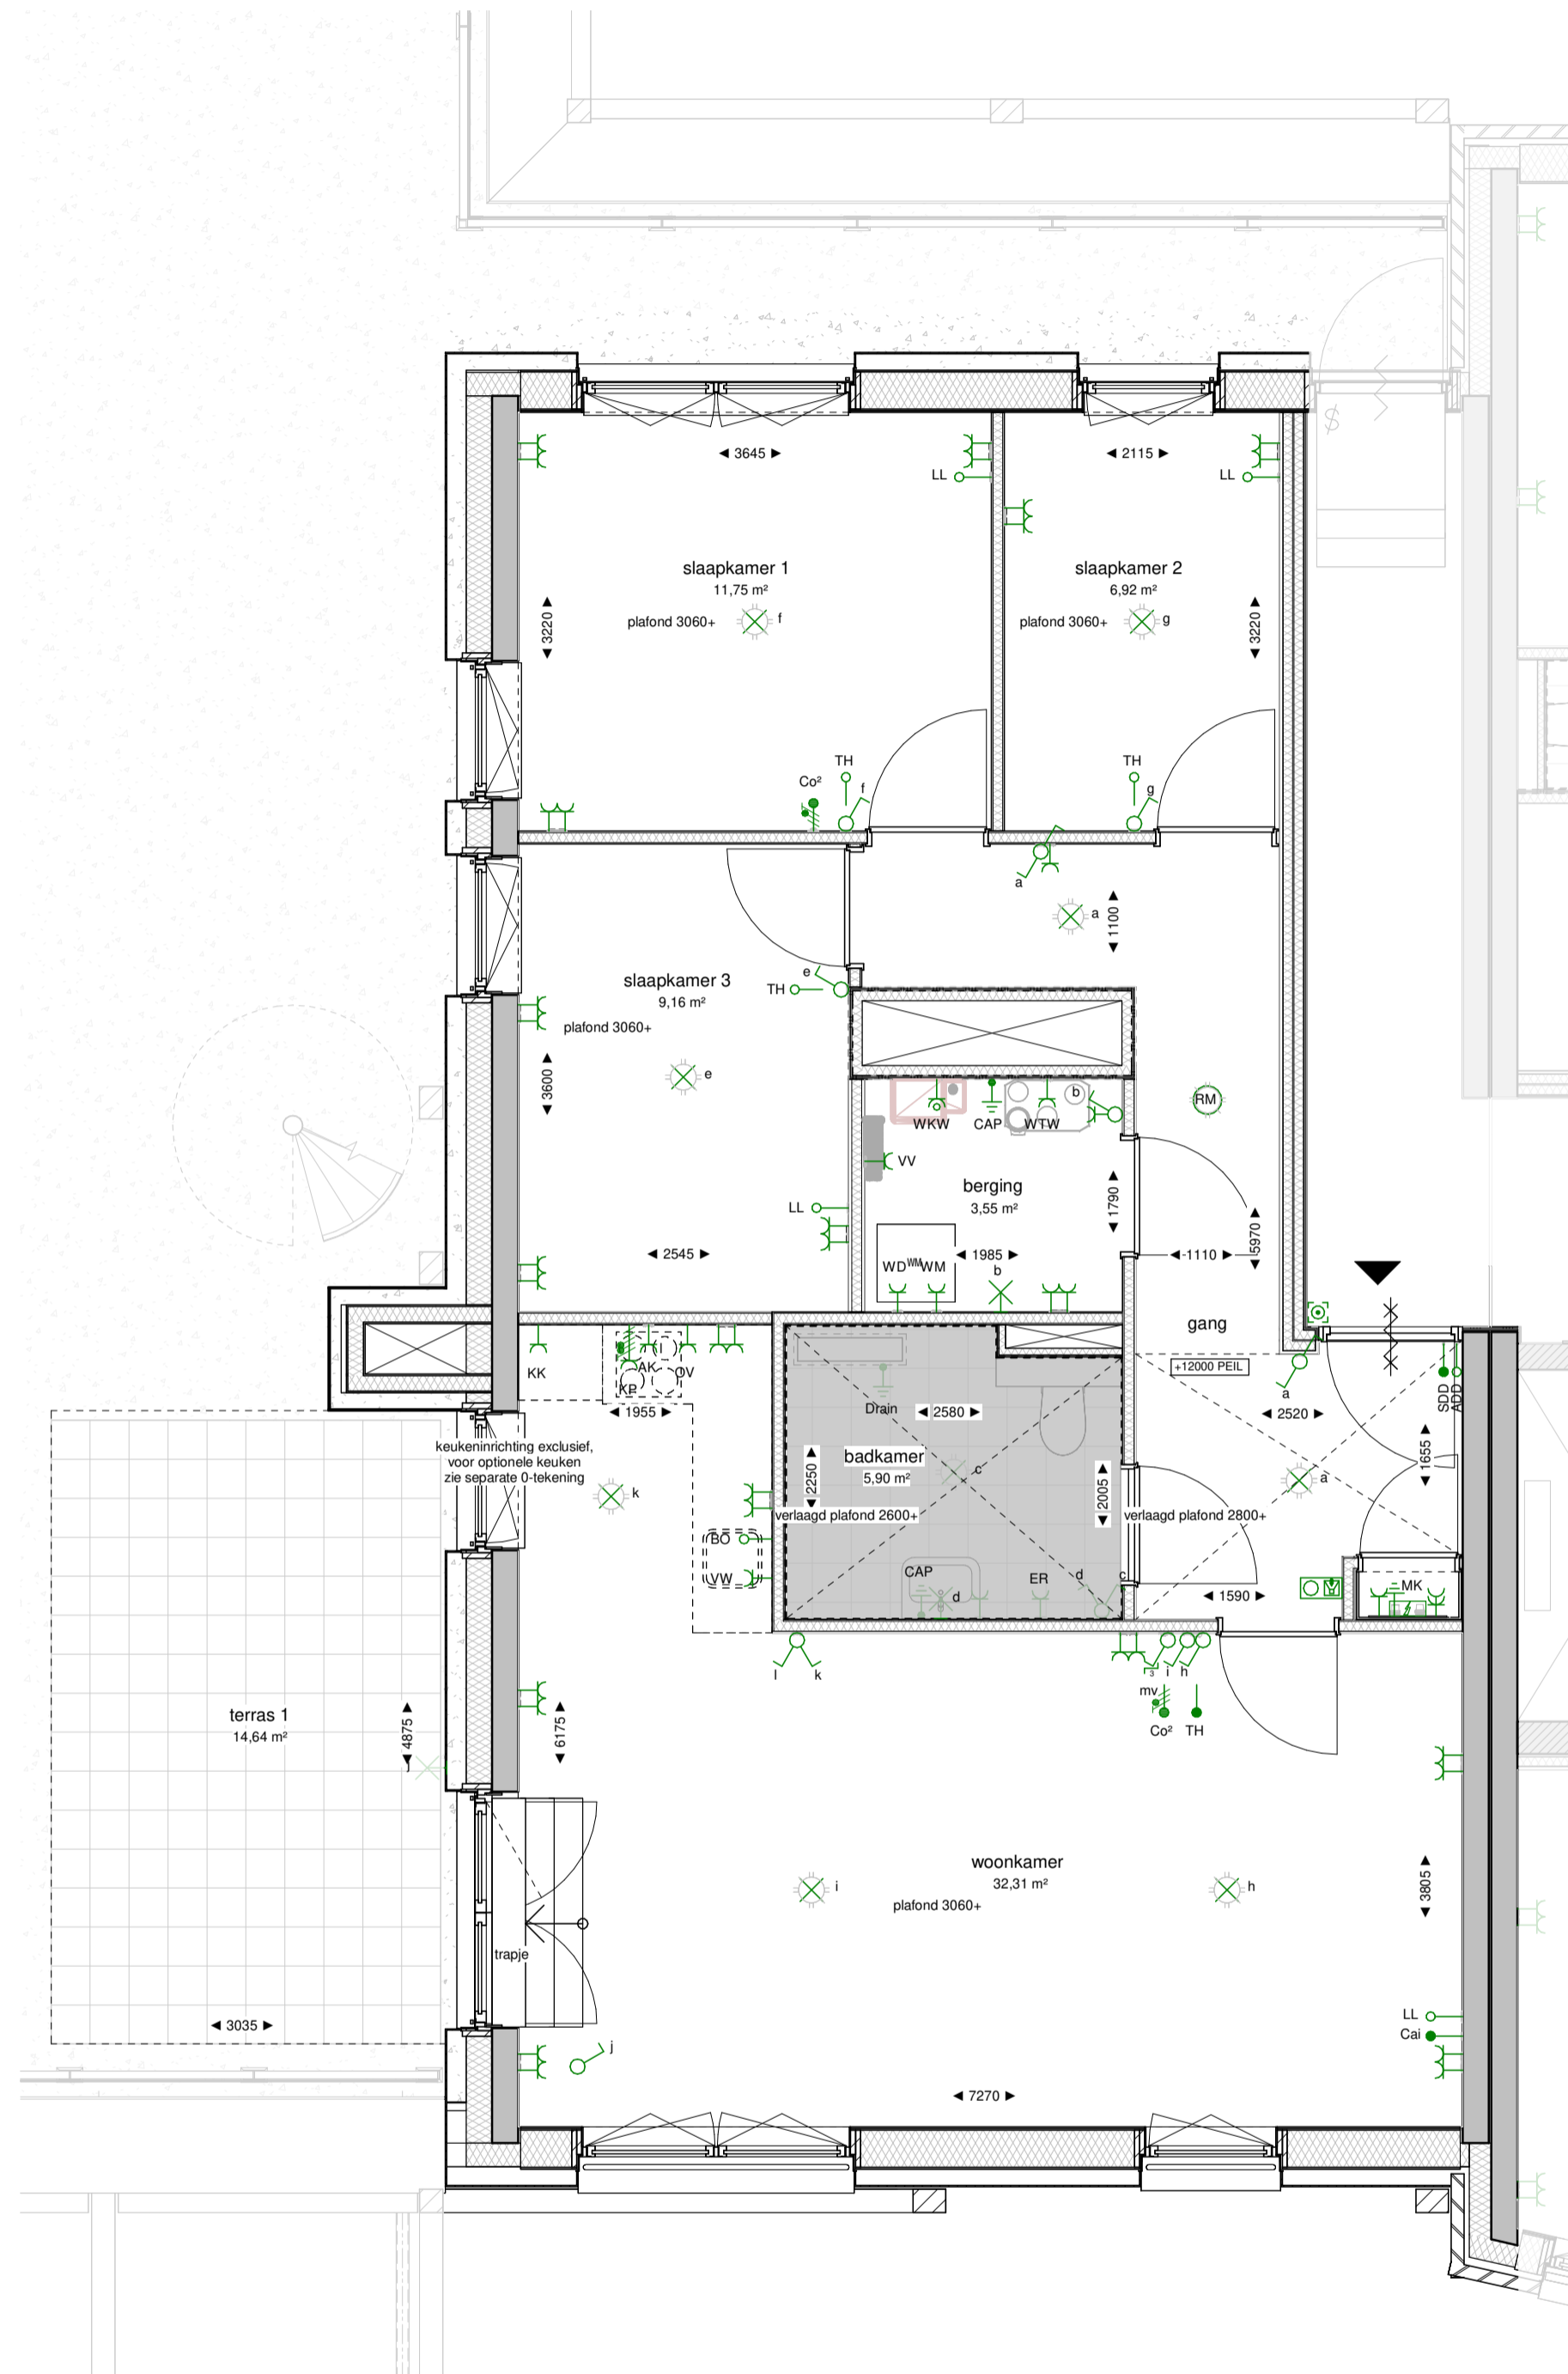 3645
2115
LL
LL
slaapkamer 1
11,75 m²
plafond 3060+
f
slaapkamer 2
6,92 m²
plafond 3060+
g
3220
3220
TH
Co²
f
TH
g
a
a
1100
slaapkamer 3
9,16 m²
plafond 3060+
e
TH
e
3600
RM
b
WKW
CAP
WTW
VV
berging
3,55 m²
1790
LL
2545
1985
1110
5970
WD
WM
WM
b
gang
+12000 PEIL
KK
AK
OV
KP
1955
Drain
2580
a
2520
SDD
ADD
keukeninrichting exclusief,
voor optionele keuken
zie separate 0-tekening
k
badkamer
5,90 m²
c
2250
2005
1655
a
verlaagd plafond 2600+
verlaagd plafond 2800+
BO
VW
CAP
d
ER
d
c
1590
MK
l
k
3
i
h
mv
Co²
TH
terras 1
14,64 m²
4875
j
6175
woonkamer
32,31 m²
plafond 3060+
i
h
3805
trapje
3035
j
LL
Cai
7270